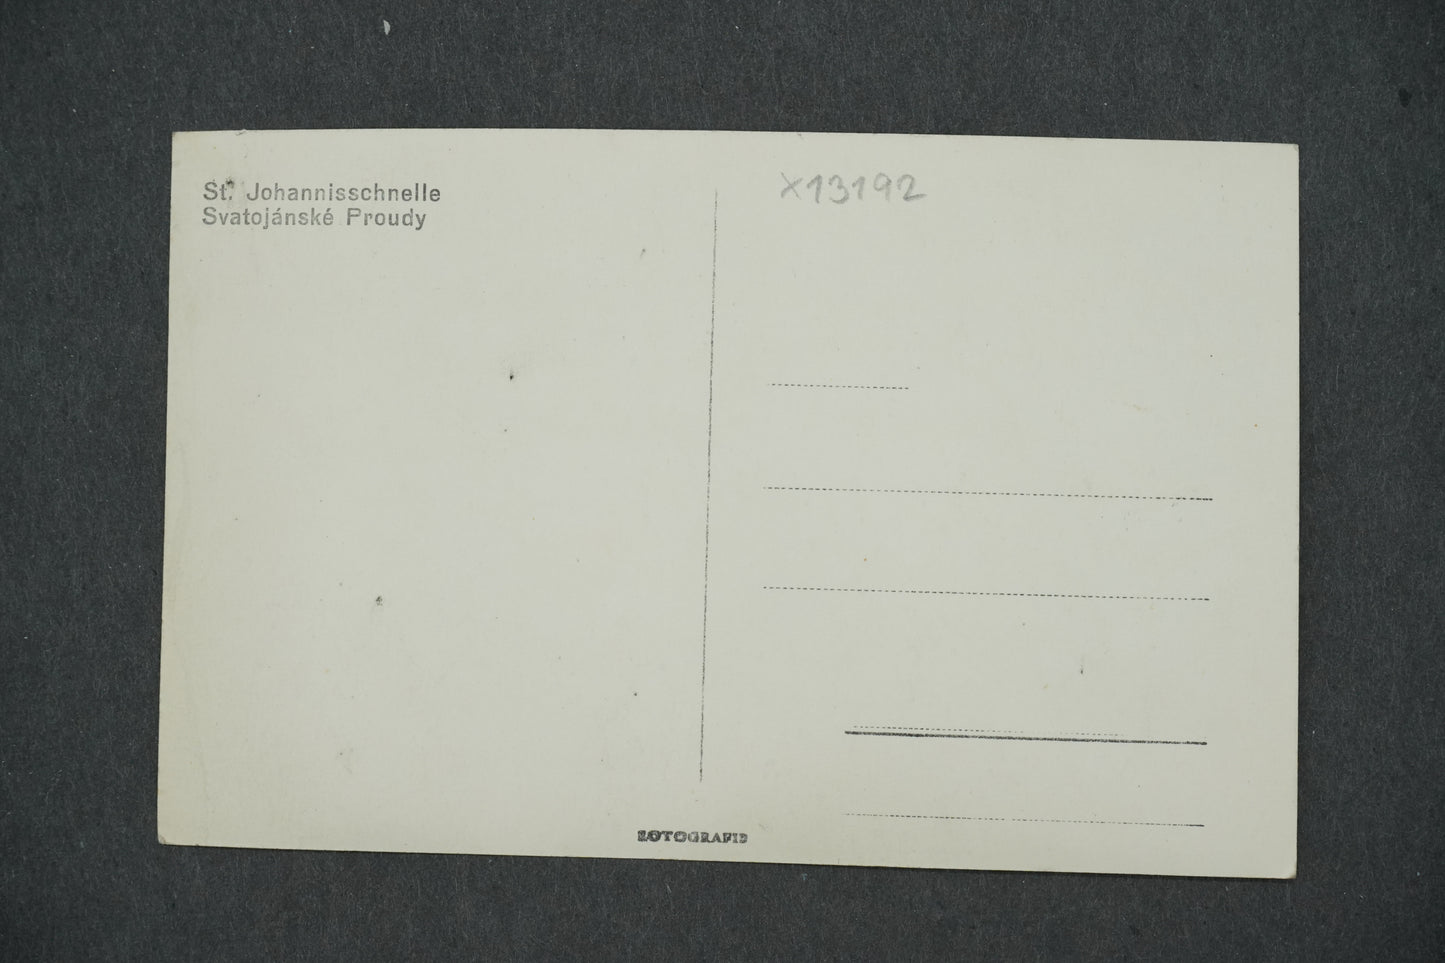 St. Johannisschnelle
Svatojánské Proudy
X13192
FOTOGRAFIE